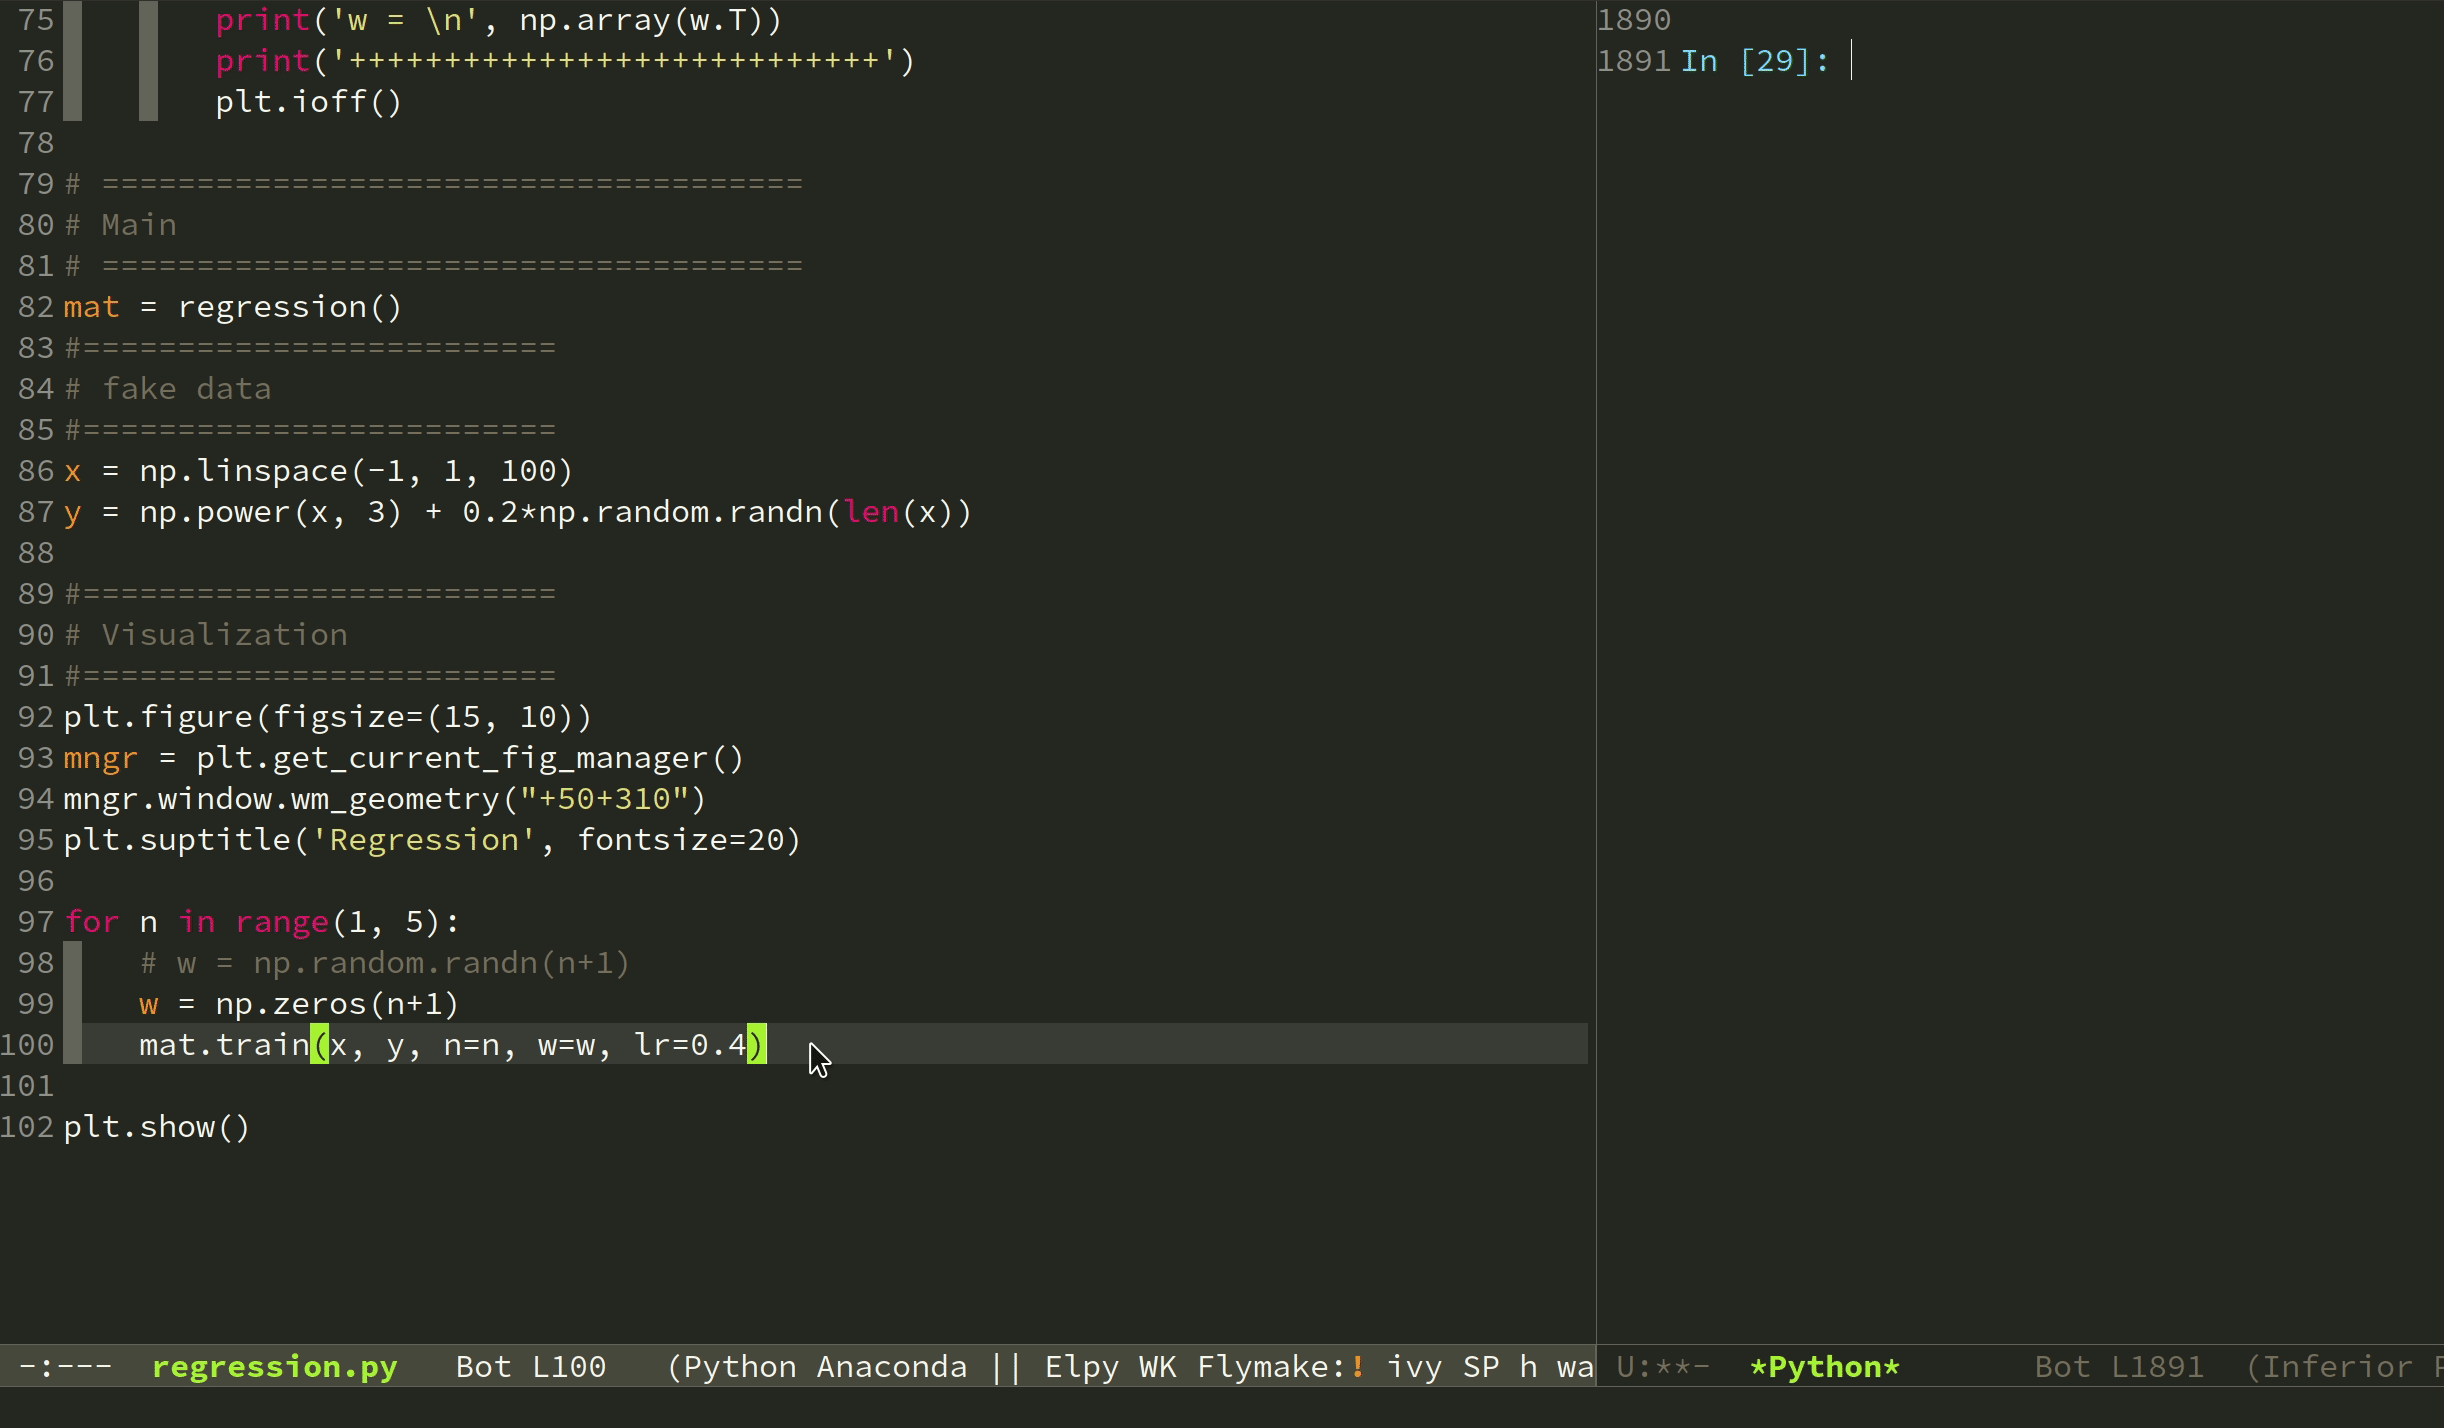 75         print('w = \n', np.array(w.T))
76         print('++++++++++++++++++++++++++++')
77         plt.ioff()
78
79 # =====================================
80 # Main
81 # =====================================
82 mat = regression()
83 #=========================
84 # fake data
85 #=========================
86 x = np.linspace(-1, 1, 100)
87 y = np.power(x, 3) + 0.2*np.random.randn(len(x))
88
89 #=========================
90 # Visualization
91 #=========================
92 plt.figure(figsize=(15, 10))
93 mngr = plt.get_current_fig_manager()
94 mngr.window.wm_geometry("+50+310")
95 plt.suptitle('Regression', fontsize=20)
96
97 for n in range(1, 5):
98     # w = np.random.randn(n+1)
99     w = np.zeros(n+1)
100     mat.train(x, y, n=n, w=w, lr=0.4)
101
102 plt.show()
-:--- regression.py Bot L100 (Python Anaconda || Elpy WK Flymake:! ivy SP h wa
1890
1891 In [29]:
U:**- *Python* Bot L1891 (Inferior P